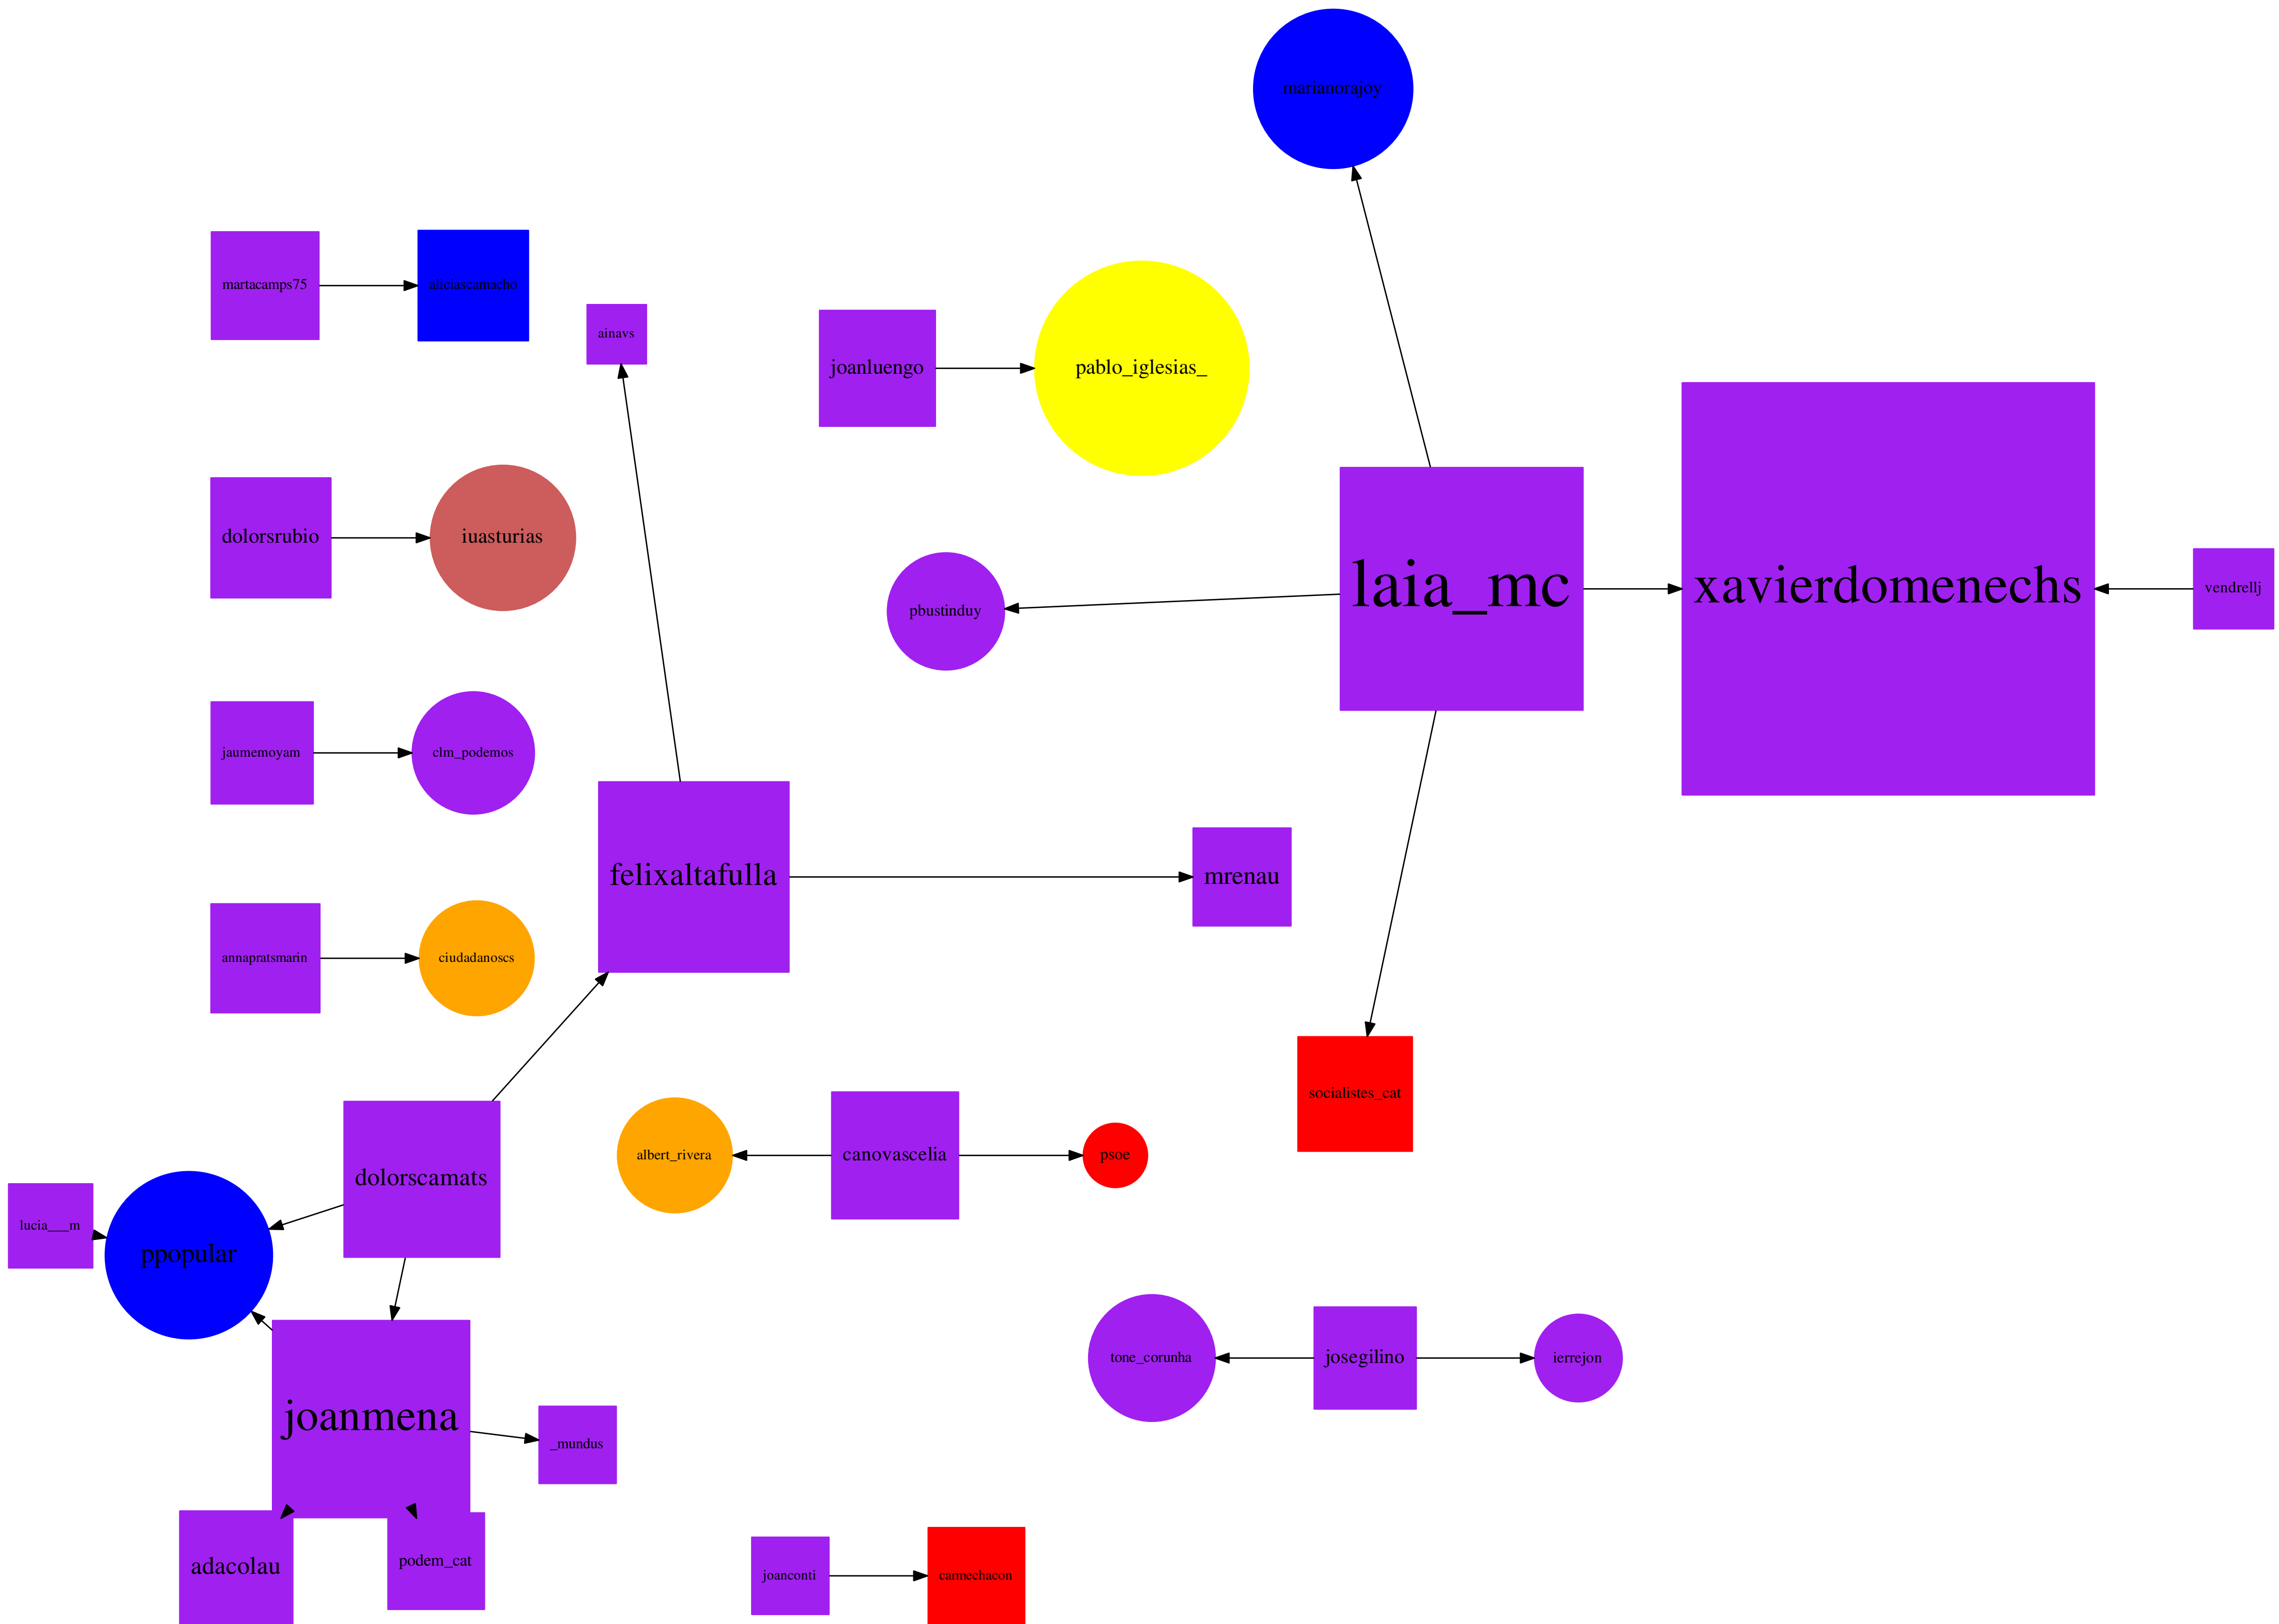 marianorajoy
martacamps75
aliciascamacho
ainavs
joanluengo
pablo_iglesias_
dolorsrubio
iuasturias
pbustinduy
laia_mc
xavierdomenechs
vendrellj
jaumemoyam
clm_podemos
felixaltafulla
mrenau
annapratsmarin
ciudadanoscs
socialistes_cat
albert_rivera
canovascelia
psoe
dolorscamats
lucia___m
ppopular
tone_corunha
josegilino
ierrejon
joanmena
_mundus
adacolau
podem_cat
joanconti
carmechacon